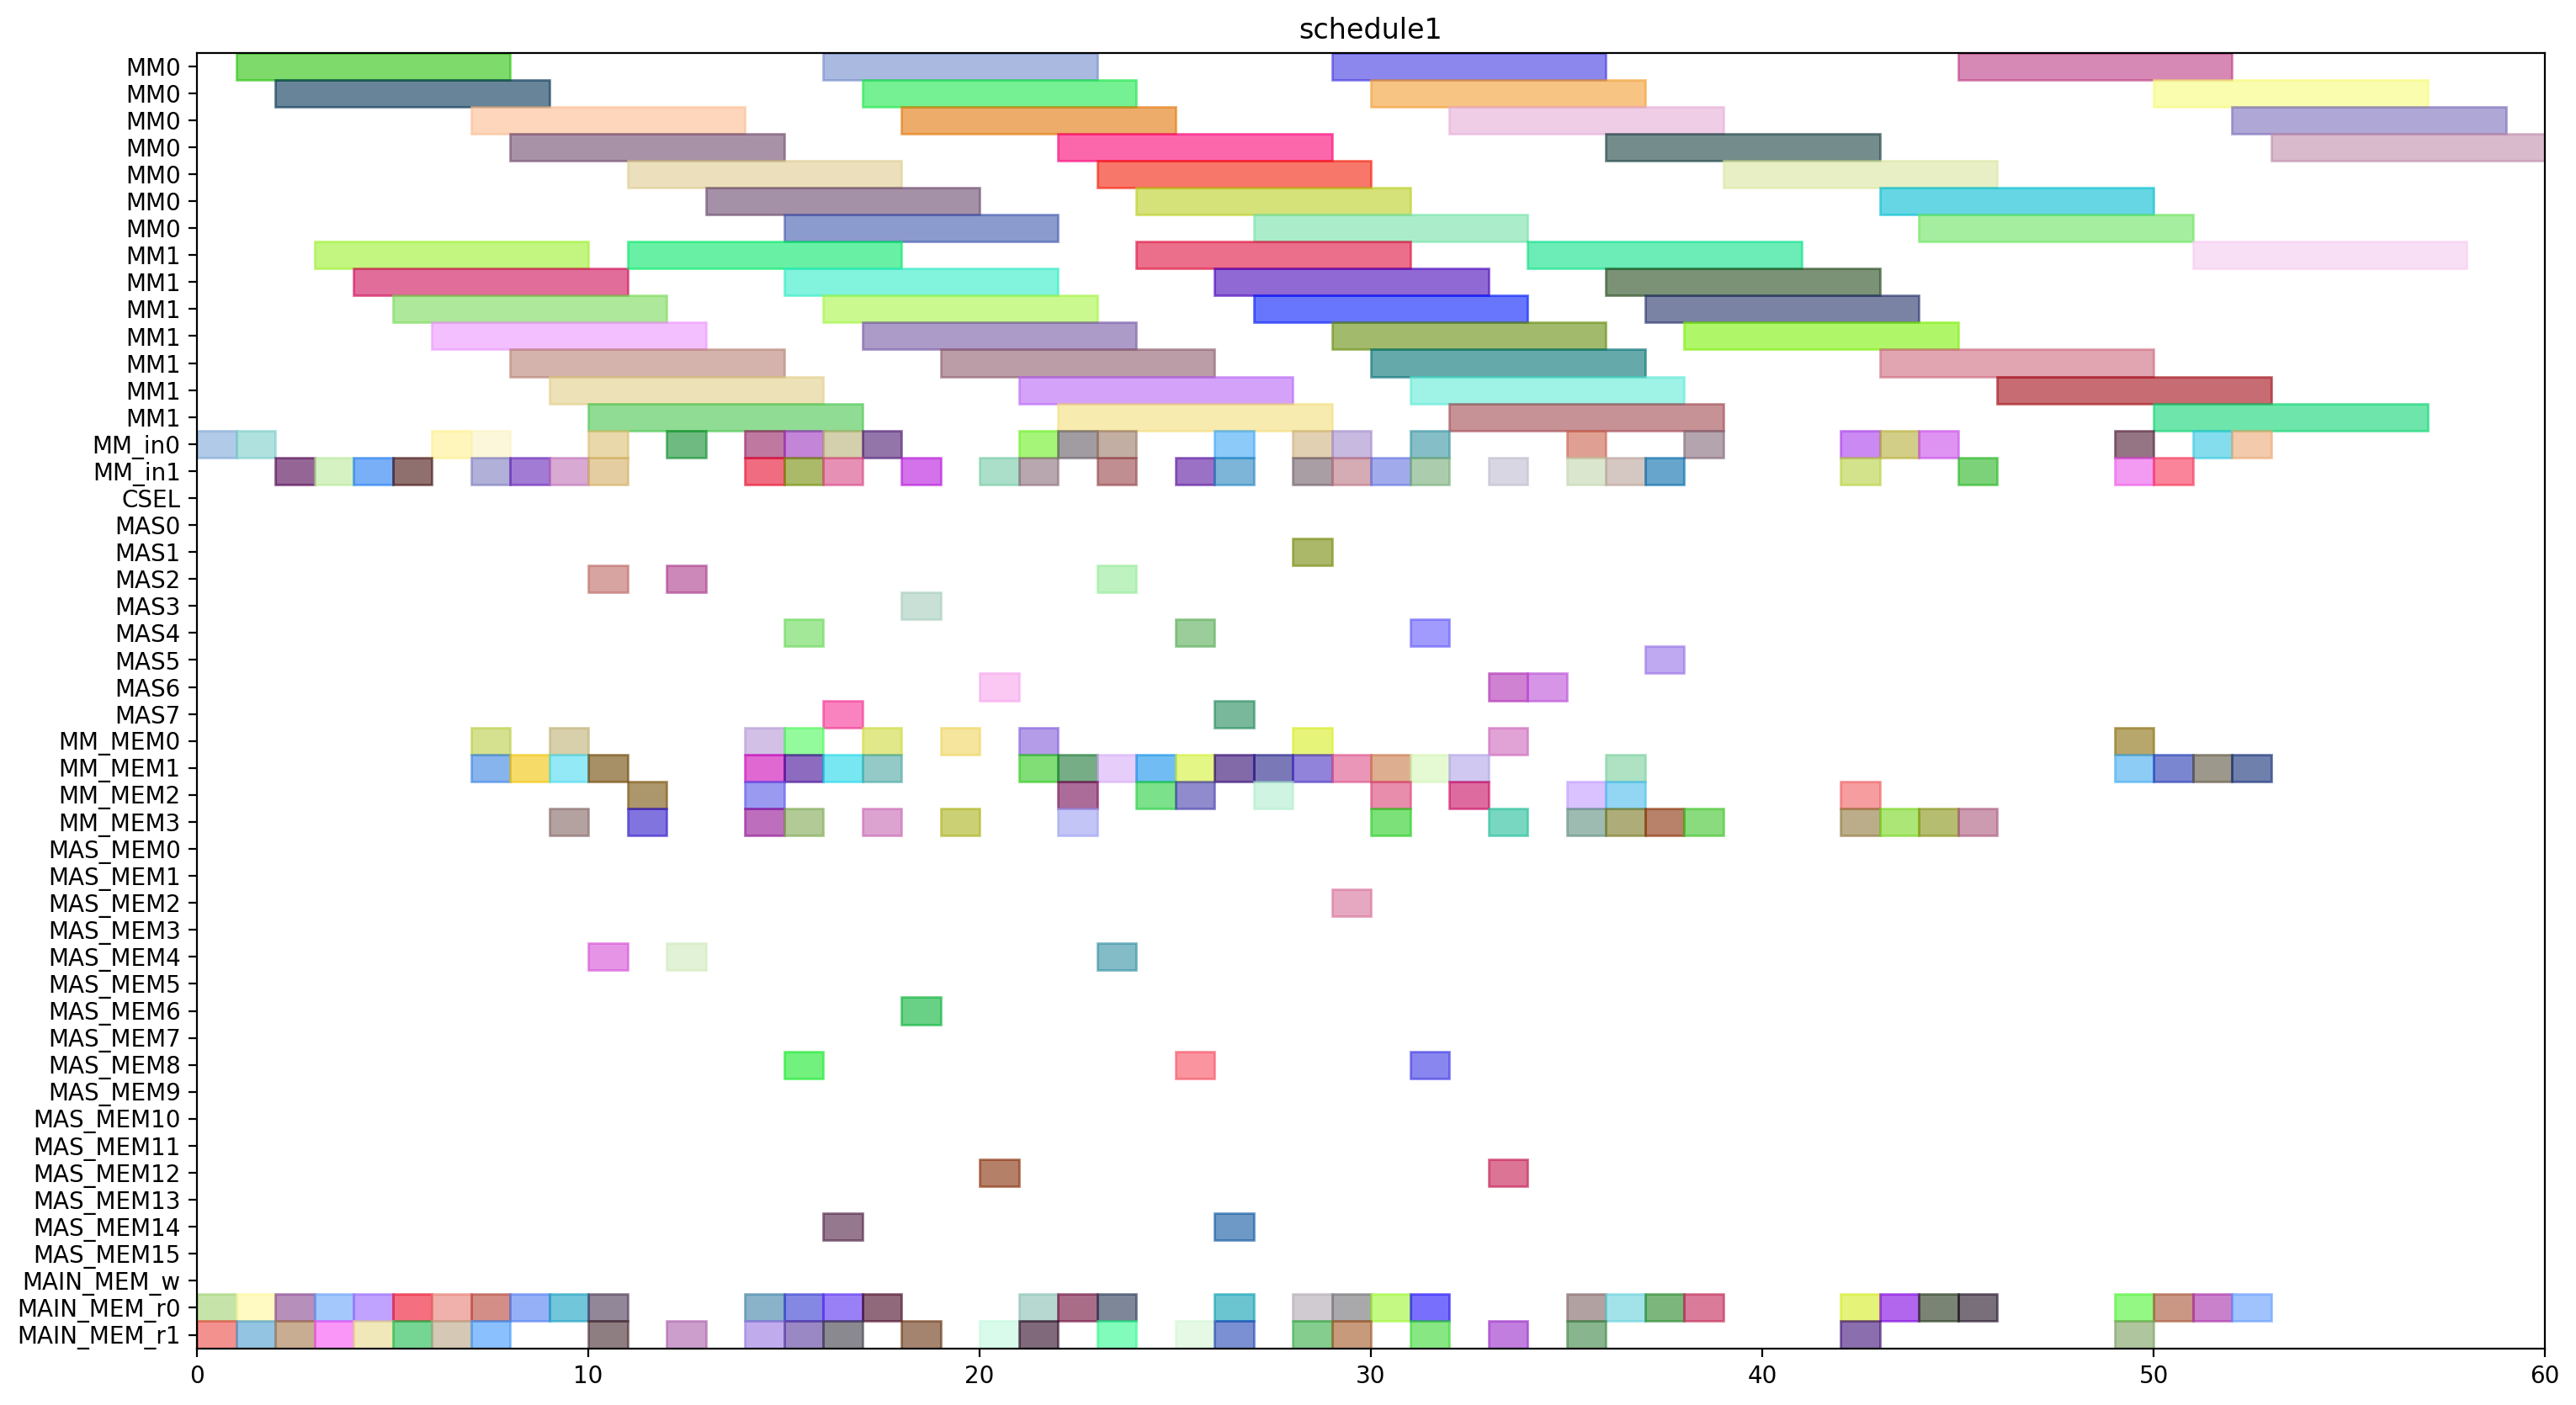 schedule1
MM0
MM0
MM0
MM0
MM0
MM0
MM0
MM1
MM1
MM1
MM1
MM1
MM1
MM1
MM_in0
MM_in1
CSEL
MAS0
MAS1
MAS2
MAS3
MAS4
MAS5
MAS6
MAS7
MM_MEM0
MM_MEM1
MM_MEM2
MM_MEM3
MAS_MEM0
MAS_MEM1
MAS_MEM2
MAS_MEM3
MAS_MEM4
MAS_MEM5
MAS_MEM6
MAS_MEM7
MAS_MEM8
MAS_MEM9
MAS_MEM10
MAS_MEM11
MAS_MEM12
MAS_MEM13
MAS_MEM14
MAS_MEM15
MAIN_MEM_w
MAIN_MEM_r0
MAIN_MEM_r1
0 10 20 30 40 50 60